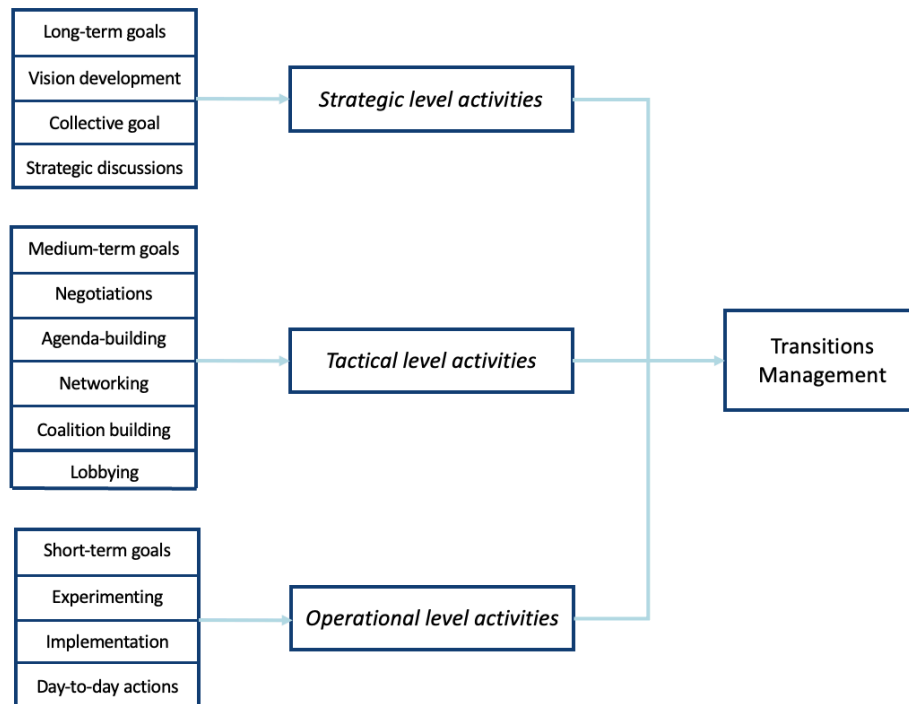 Long-term goals
Vision development
Collective goal
Strategic discussions
Strategic level activities
Medium-term goals
Negotiations
Agenda-building
Networking
Coalition building
Lobbying
Tactical level activities
Transitions
Management
Short-term goals
Experimenting
Implementation
Day-to-day actions
Operational level activities